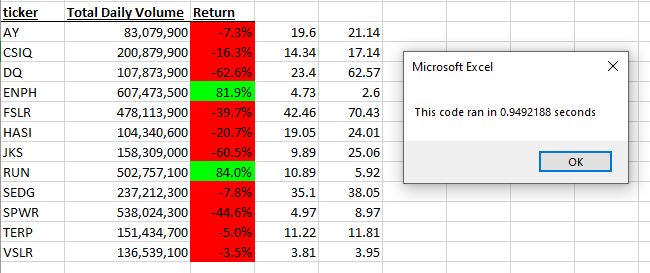 ticker Total Daily Volume Return
AY 83,079,900 -7.3% 19.6 21.14
CSIQ 200,879,900 -16.3% 14.34 17.14
DQ 107,873,900 -62.6% 23.4 62.57
ENPH 607,473,500 81.9% 4.73 2.6
FSLR 478,113,900 -39.7% 42.46 70.43
HASI 104,340,600 -20.7% 19.05 24.01
JKS 158,309,000 -60.5% 9.89 25.06
RUN 502,757,100 84.0% 10.89 5.92
SEDG 237,212,300 -7.8% 35.1 38.05
SPWR 538,024,300 -44.6% 4.97 8.97
TERP 151,434,700 -5.0% 11.22 11.81
VSLR 136,539,100 -3.5% 3.81 3.95
Microsoft Excel
This code ran in 0.9492188 seconds
OK